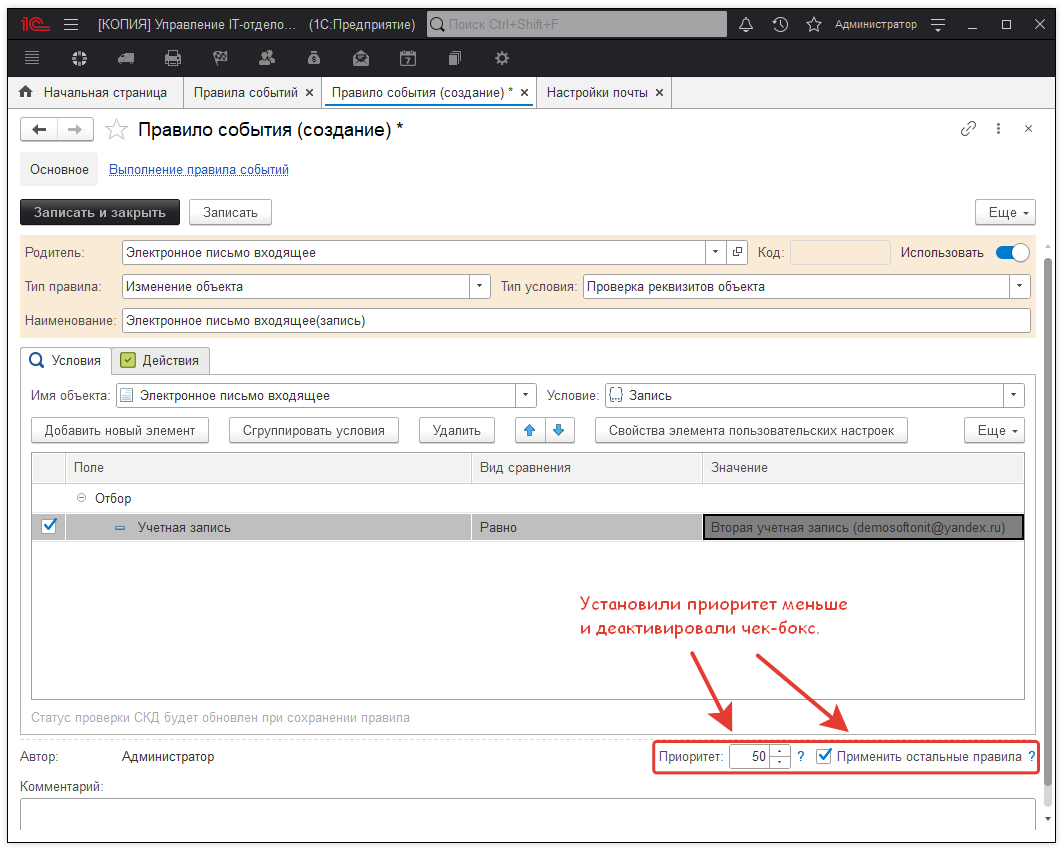 [КОПИЯ] Управление IT-отдело... (1С:Предприятие) Поиск Ctrl+Shift+F Администратор
Начальная страница Правила событий × Правило события (создание) * × Настройки почты ×
Правило события (создание) *
Основное Выполнение правила событий
Записать и закрыть Записать Еще
Родитель: Электронное письмо входящее Код: Использовать
Тип правила: Изменение объекта Тип условия: Проверка реквизитов объекта
Наименование: Электронное письмо входящее(запись)
Условия Действия
Имя объекта: Электронное письмо входящее Условие: Запись
Добавить новый элемент Сгруппировать условия Удалить Свойства элемента пользовательских настроек Еще
Поле Вид сравнения Значение
Отбор
Учетная запись Равно Вторая учетная запись (demosoftonit@yandex.ru)
Установили приоритет меньше
и деактивировали чек-бокс.
Статус проверки СКД будет обновлен при сохранении правила
Автор: Администратор Приоритет: 50 ? Применить остальные правила ?
Комментарий: